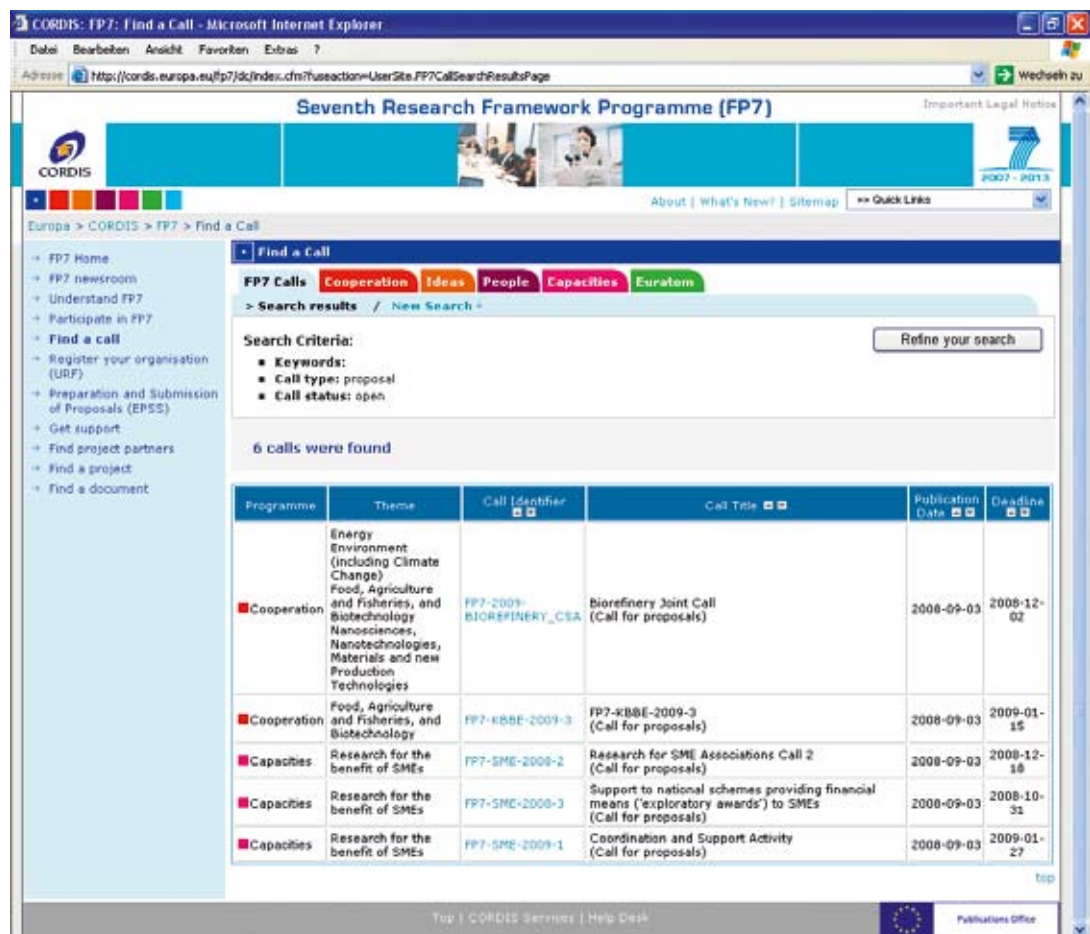 CORDIS: FP7: Find a Call - Microsoft Internet Explorer
Datei Bearbeiten Ansicht Favoriten Extras ?
Adresse http://cordis.europa.eu/fp7/dc/index.cfm?fuseaction=UserSite.FP7CallSearchResultsPage Wechseln zu
Seventh Research Framework Programme (FP7)
Important Legal Notice
CORDIS
7
2007 - 2013
About | What's New? | Sitemap >> Quick Links
Europa > CORDIS > FP7 > Find a Call
FP7 Home
FP7 newsroom
Understand FP7
Participate in FP7
Find a call
Register your organisation
(URF)
Preparation and Submission
of Proposals (EPSS)
Get support
Find project partners
Find a project
Find a document
Find a Call
FP7 Calls Cooperation Ideas People Capacities Euratom
> Search results / New Search
Search Criteria:
Refine your search
Keywords:
Call type: proposal
Call status: open
6 calls were found
Programme Theme Call Identifier Call Title Publication Date Deadline
Energy
Environment
(including Climate
Change)
Food, Agriculture
and Fisheries, and
Biotechnology
Nanosciences,
Nanotechnologies,
Materials and new
Production
Technologies
Cooperation
FP7-2009-
BIOREFINERY_CSA
Biorefinery Joint Call
(Call for proposals)
2008-09-03
2008-12-
02
Cooperation
Food, Agriculture
and Fisheries, and
Biotechnology
FP7-KBBE-2009-3
FP7-KBBE-2009-3
(Call for proposals)
2008-09-03
2009-01-
15
Capacities
Research for the
benefit of SMEs
FP7-SME-2008-2
Research for SME Associations Call 2
(Call for proposals)
2008-09-03
2008-12-
18
Capacities
Research for the
benefit of SMEs
FP7-SME-2008-3
Support to national schemes providing financial
means ('exploratory awards') to SMEs
(Call for proposals)
2008-09-03
2008-10-
31
Capacities
Research for the
benefit of SMEs
FP7-SME-2009-1
Coordination and Support Activity
(Call for proposals)
2008-09-03
2009-01-
27
top
Top | CORDIS Services | Help Desk
Publications Office